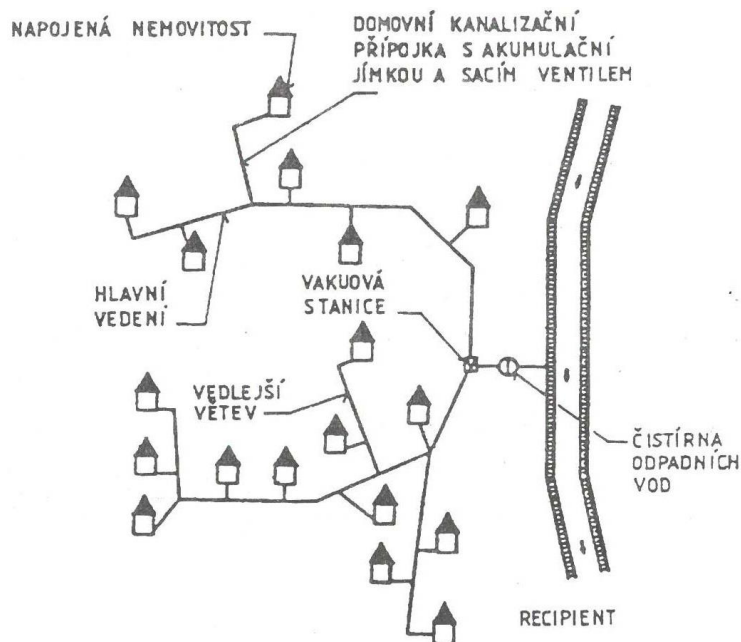 NAPOJENÁ NEMOVITOST
DOMOVNÍ KANALIZAČNÍ
PŘÍPOJKA S AKUMULAČNÍ
JÍMKOU A SACÍM VENTILEM
HLAVNÍ
VEDENÍ
VAKUOVÁ
STANICE
VEDLEJŠÍ
VĚTEV
ČISTÍRNA
ODPADNÍCH
VOD
RECIPIENT